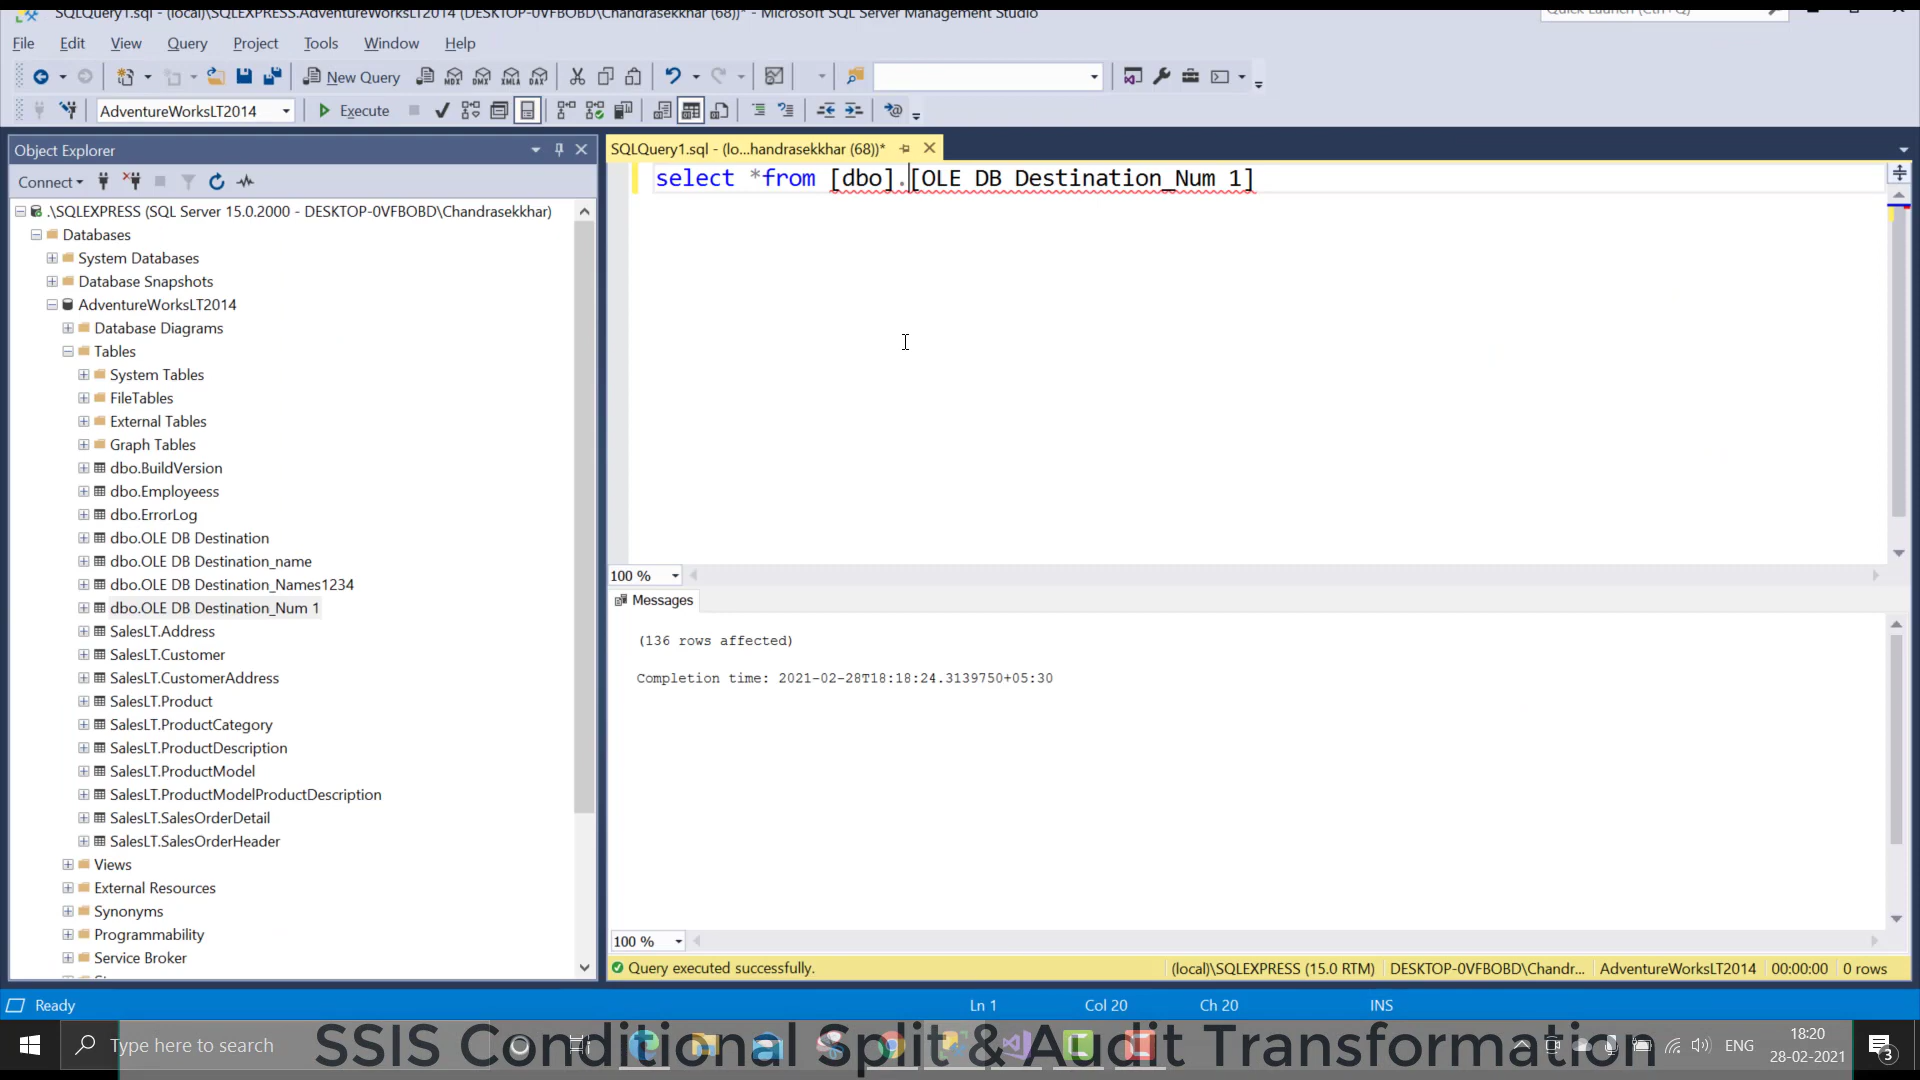 SQLQuery1.sql - (local)\SQLEXPRESS.AdventureWorksLT2014 (DESKTOP-0VFBOBD\Chandrasekkhar (68))* - Microsoft SQL Server Management Studio
Quick Launch (Ctrl+Q)
File Edit View Query Project Tools Window Help
New Query MDX DMX XMLA DAX
AdventureWorksLT2014 Execute
Object Explorer
SQLQuery1.sql - (lo...handrasekkhar (68))*
Connect
select *from [dbo].[OLE DB Destination_Num 1]
.\SQLEXPRESS (SQL Server 15.0.2000 - DESKTOP-0VFBOBD\Chandrasekkhar)
Databases
System Databases
Database Snapshots
AdventureWorksLT2014
Database Diagrams
Tables
System Tables
FileTables
External Tables
Graph Tables
dbo.BuildVersion
dbo.Employeess
dbo.ErrorLog
dbo.OLE DB Destination
dbo.OLE DB Destination_name
dbo.OLE DB Destination_Names1234
dbo.OLE DB Destination_Num 1
SalesLT.Address
SalesLT.Customer
SalesLT.CustomerAddress
SalesLT.Product
SalesLT.ProductCategory
SalesLT.ProductDescription
SalesLT.ProductModel
SalesLT.ProductModelProductDescription
SalesLT.SalesOrderDetail
SalesLT.SalesOrderHeader
Views
External Resources
Synonyms
Programmability
Service Broker
100 %
Messages
(136 rows affected)
Completion time: 2021-02-28T18:18:24.3139750+05:30
100 %
Query executed successfully. (local)\SQLEXPRESS (15.0 RTM) DESKTOP-0VFBOBD\Chandr... AdventureWorksLT2014 00:00:00 0 rows
Ready Ln 1 Col 20 Ch 20 INS
Type here to search
SSIS Conditional Split & Audit Transformation
ENG
18:20
28-02-2021
3